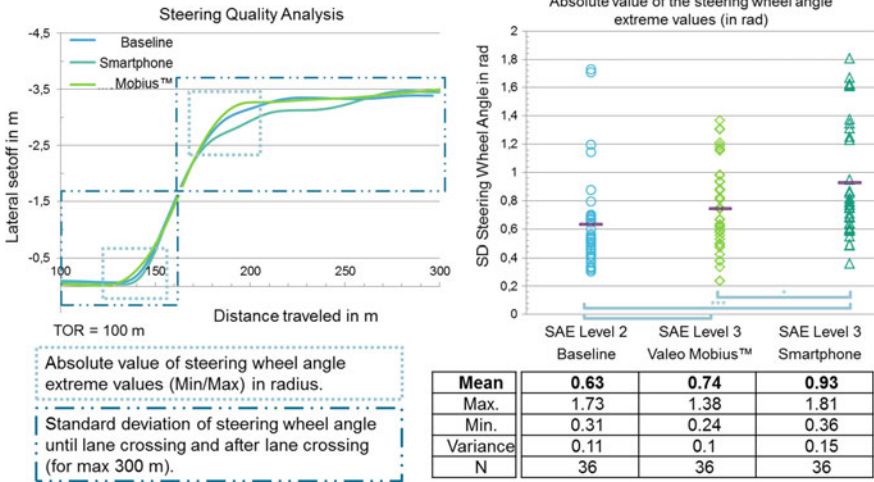 Steering Quality Analysis
-4,5
-3,5
-2,5
-1,5
-0,5
Baseline
Smartphone
Mobius™
Lateral setoff in m
100
150
200
250
300
Distance traveled in m
TOR = 100 m
Absolute value of steering wheel angle
extreme values (Min/Max) in radius.
Standard deviation of steering wheel angle
until lane crossing and after lane crossing
(for max 300 m).
Absolute value of the steering wheel angle
extreme values (in rad)
SD Steering Wheel Angle in rad
2
1,8
1,6
1,4
1,2
1
0,8
0,6
0,4
0,2
0
*
***
SAE Level 2 SAE Level 3 SAE Level 3
Baseline Valeo Mobius™ Smartphone
Mean 0.63 0.74 0.93
Max. 1.73 1.38 1.81
Min. 0.31 0.24 0.36
Variance 0.11 0.1 0.15
N 36 36 36